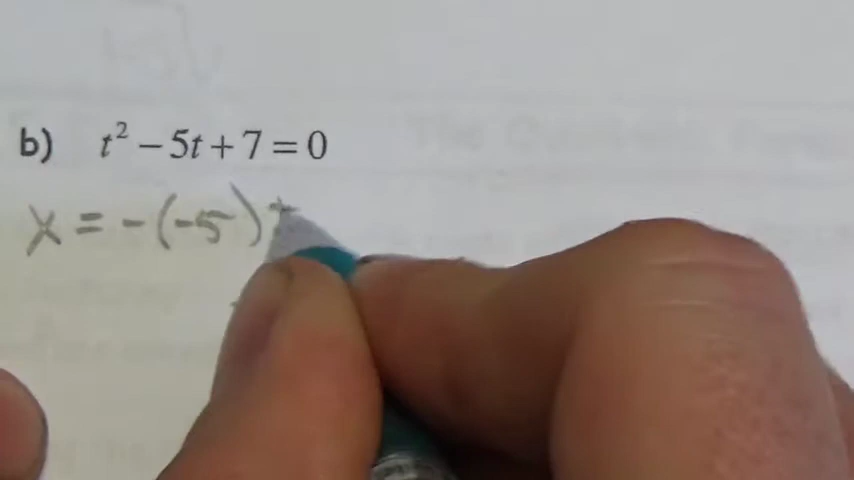 b) t² − 5t + 7 = 0
x = -(-5) ±